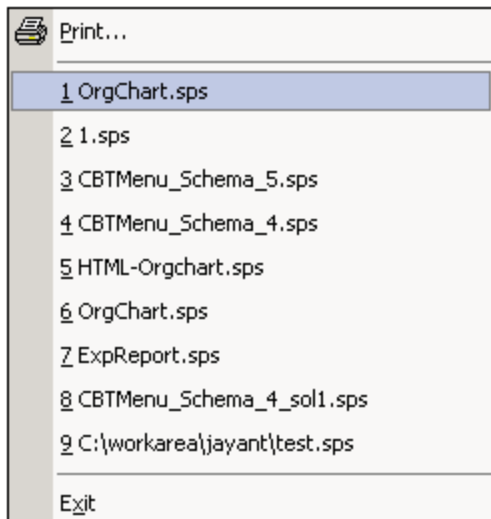 Print...
1 OrgChart.sps
2 1.sps
3 CBTMenu_Schema_5.sps
4 CBTMenu_Schema_4.sps
5 HTML-Orgchart.sps
6 OrgChart.sps
7 ExpReport.sps
8 CBTMenu_Schema_4_sol1.sps
9 C:\workarea\jayant\test.sps
Exit